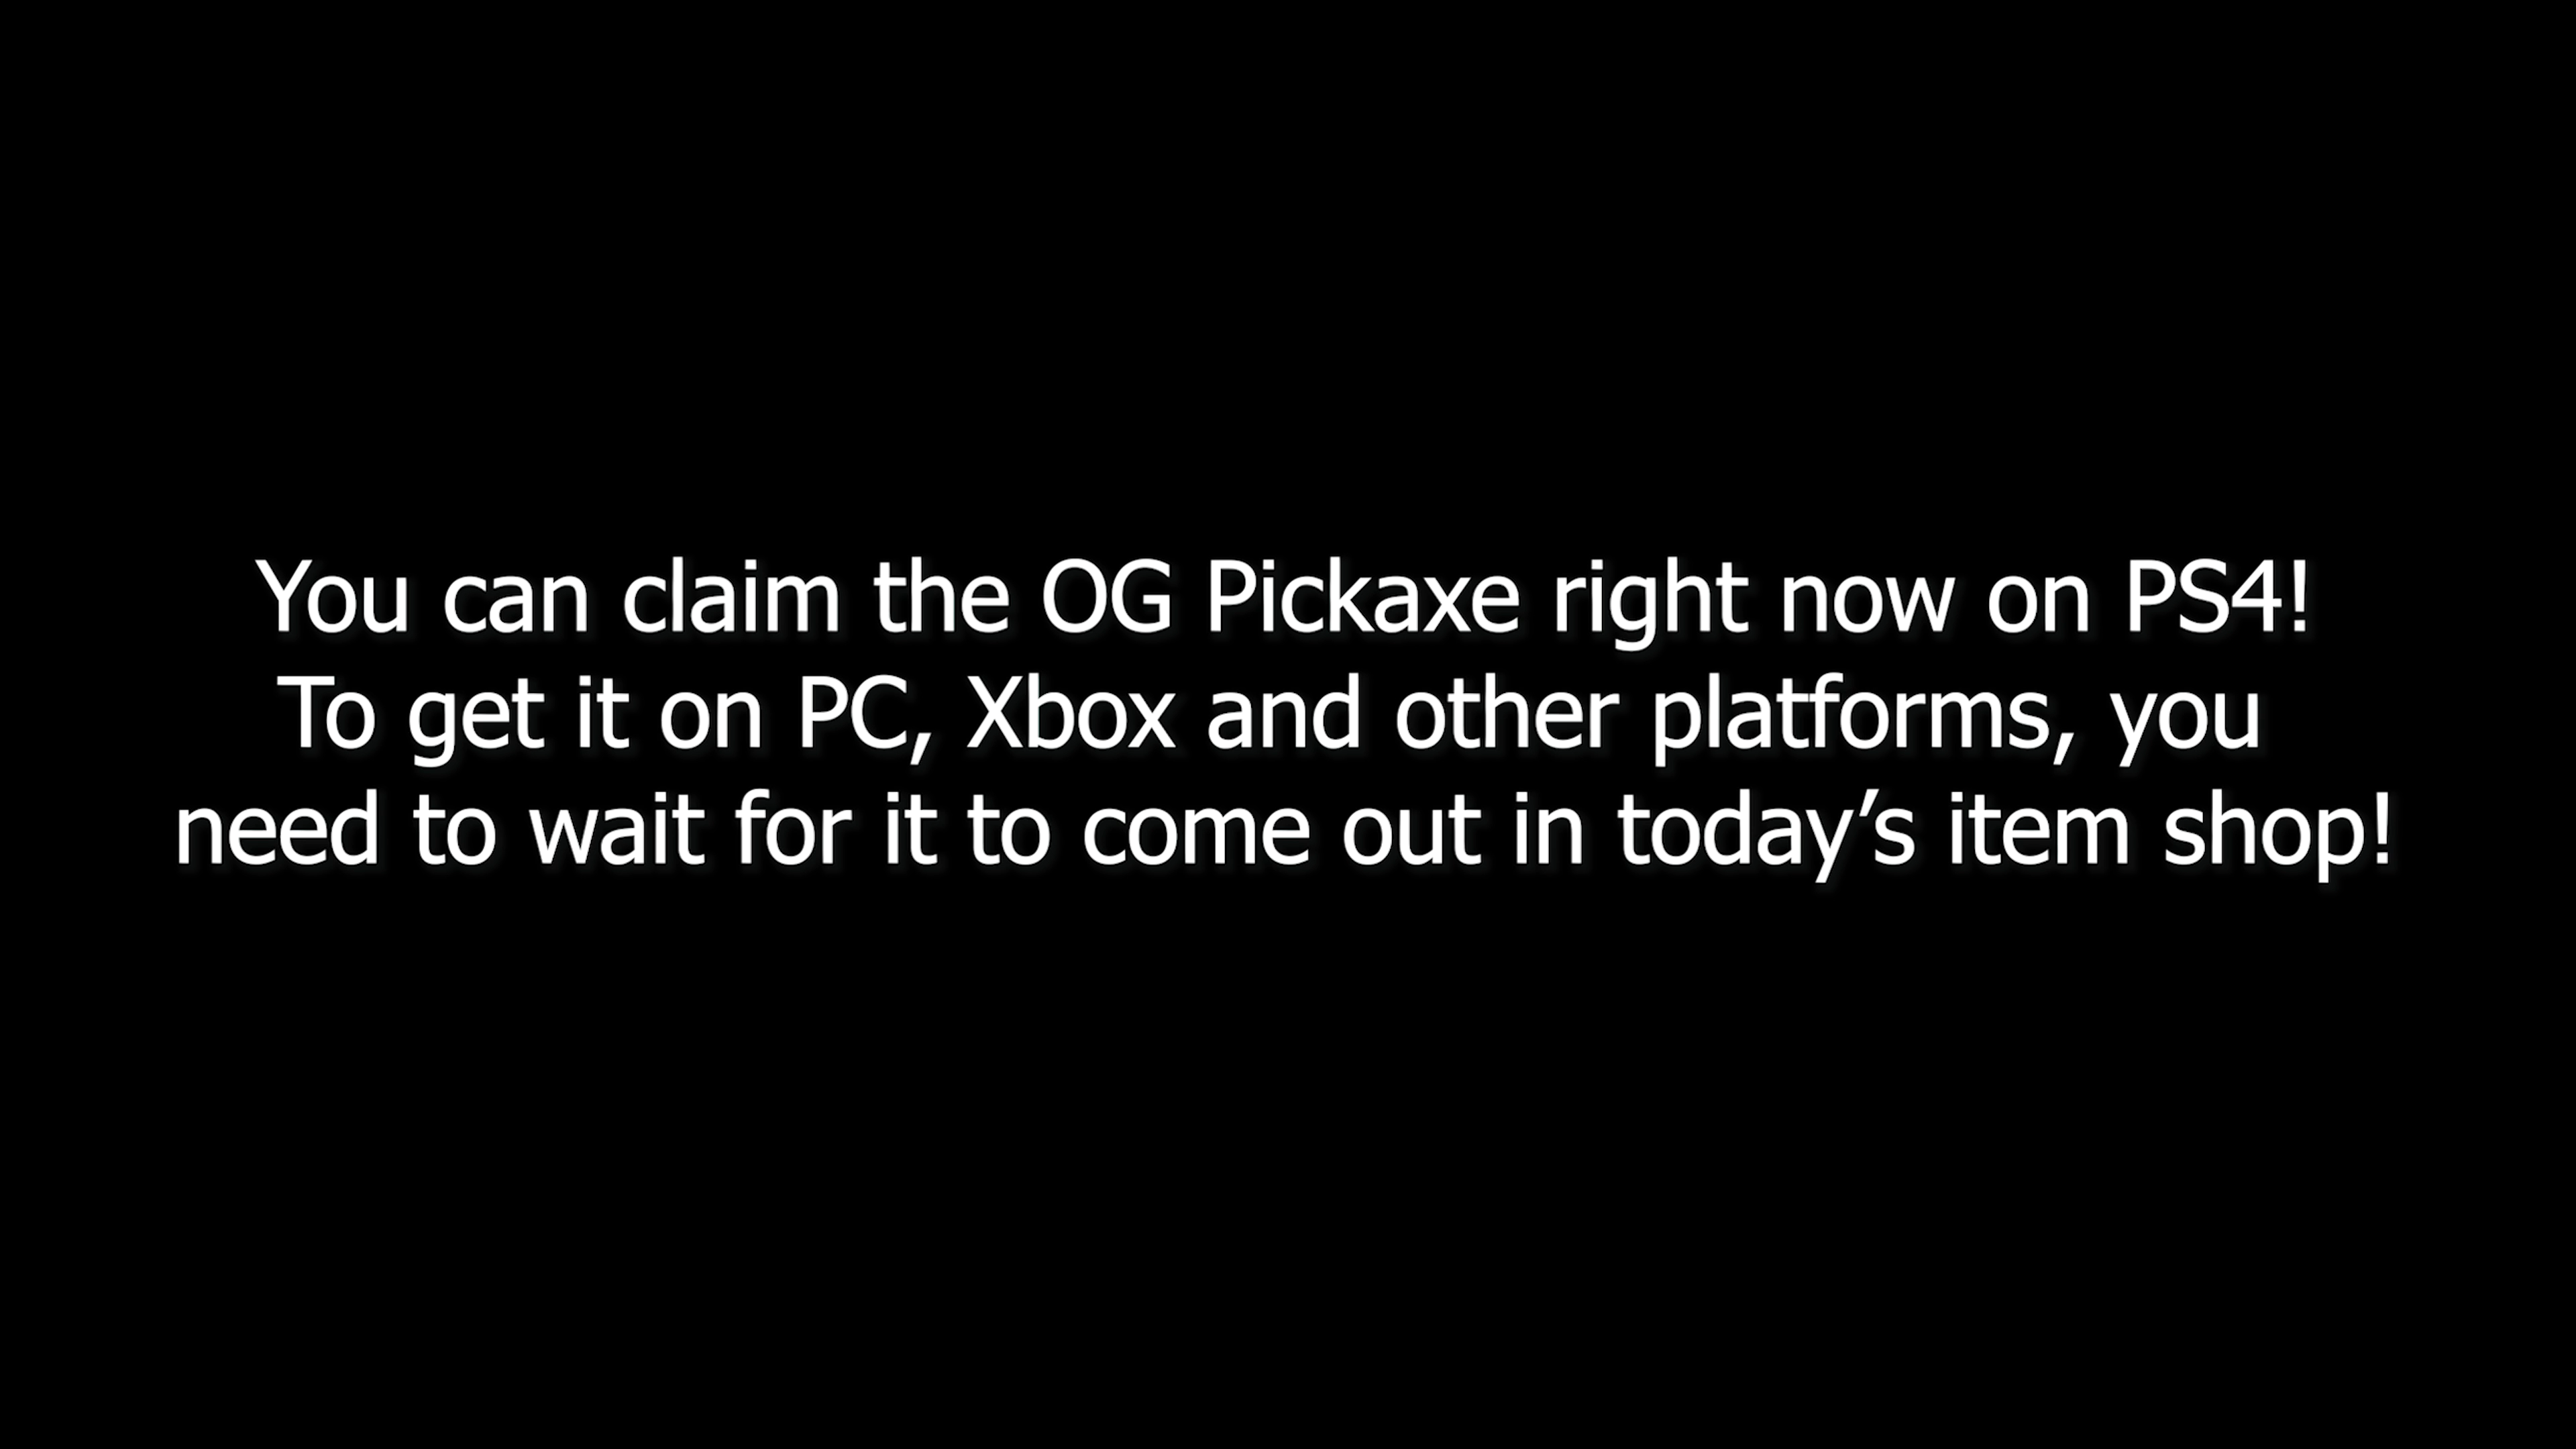 You can claim the OG Pickaxe right now on PS4!
To get it on PC, Xbox and other platforms, you
need to wait for it to come out in today’s item shop!